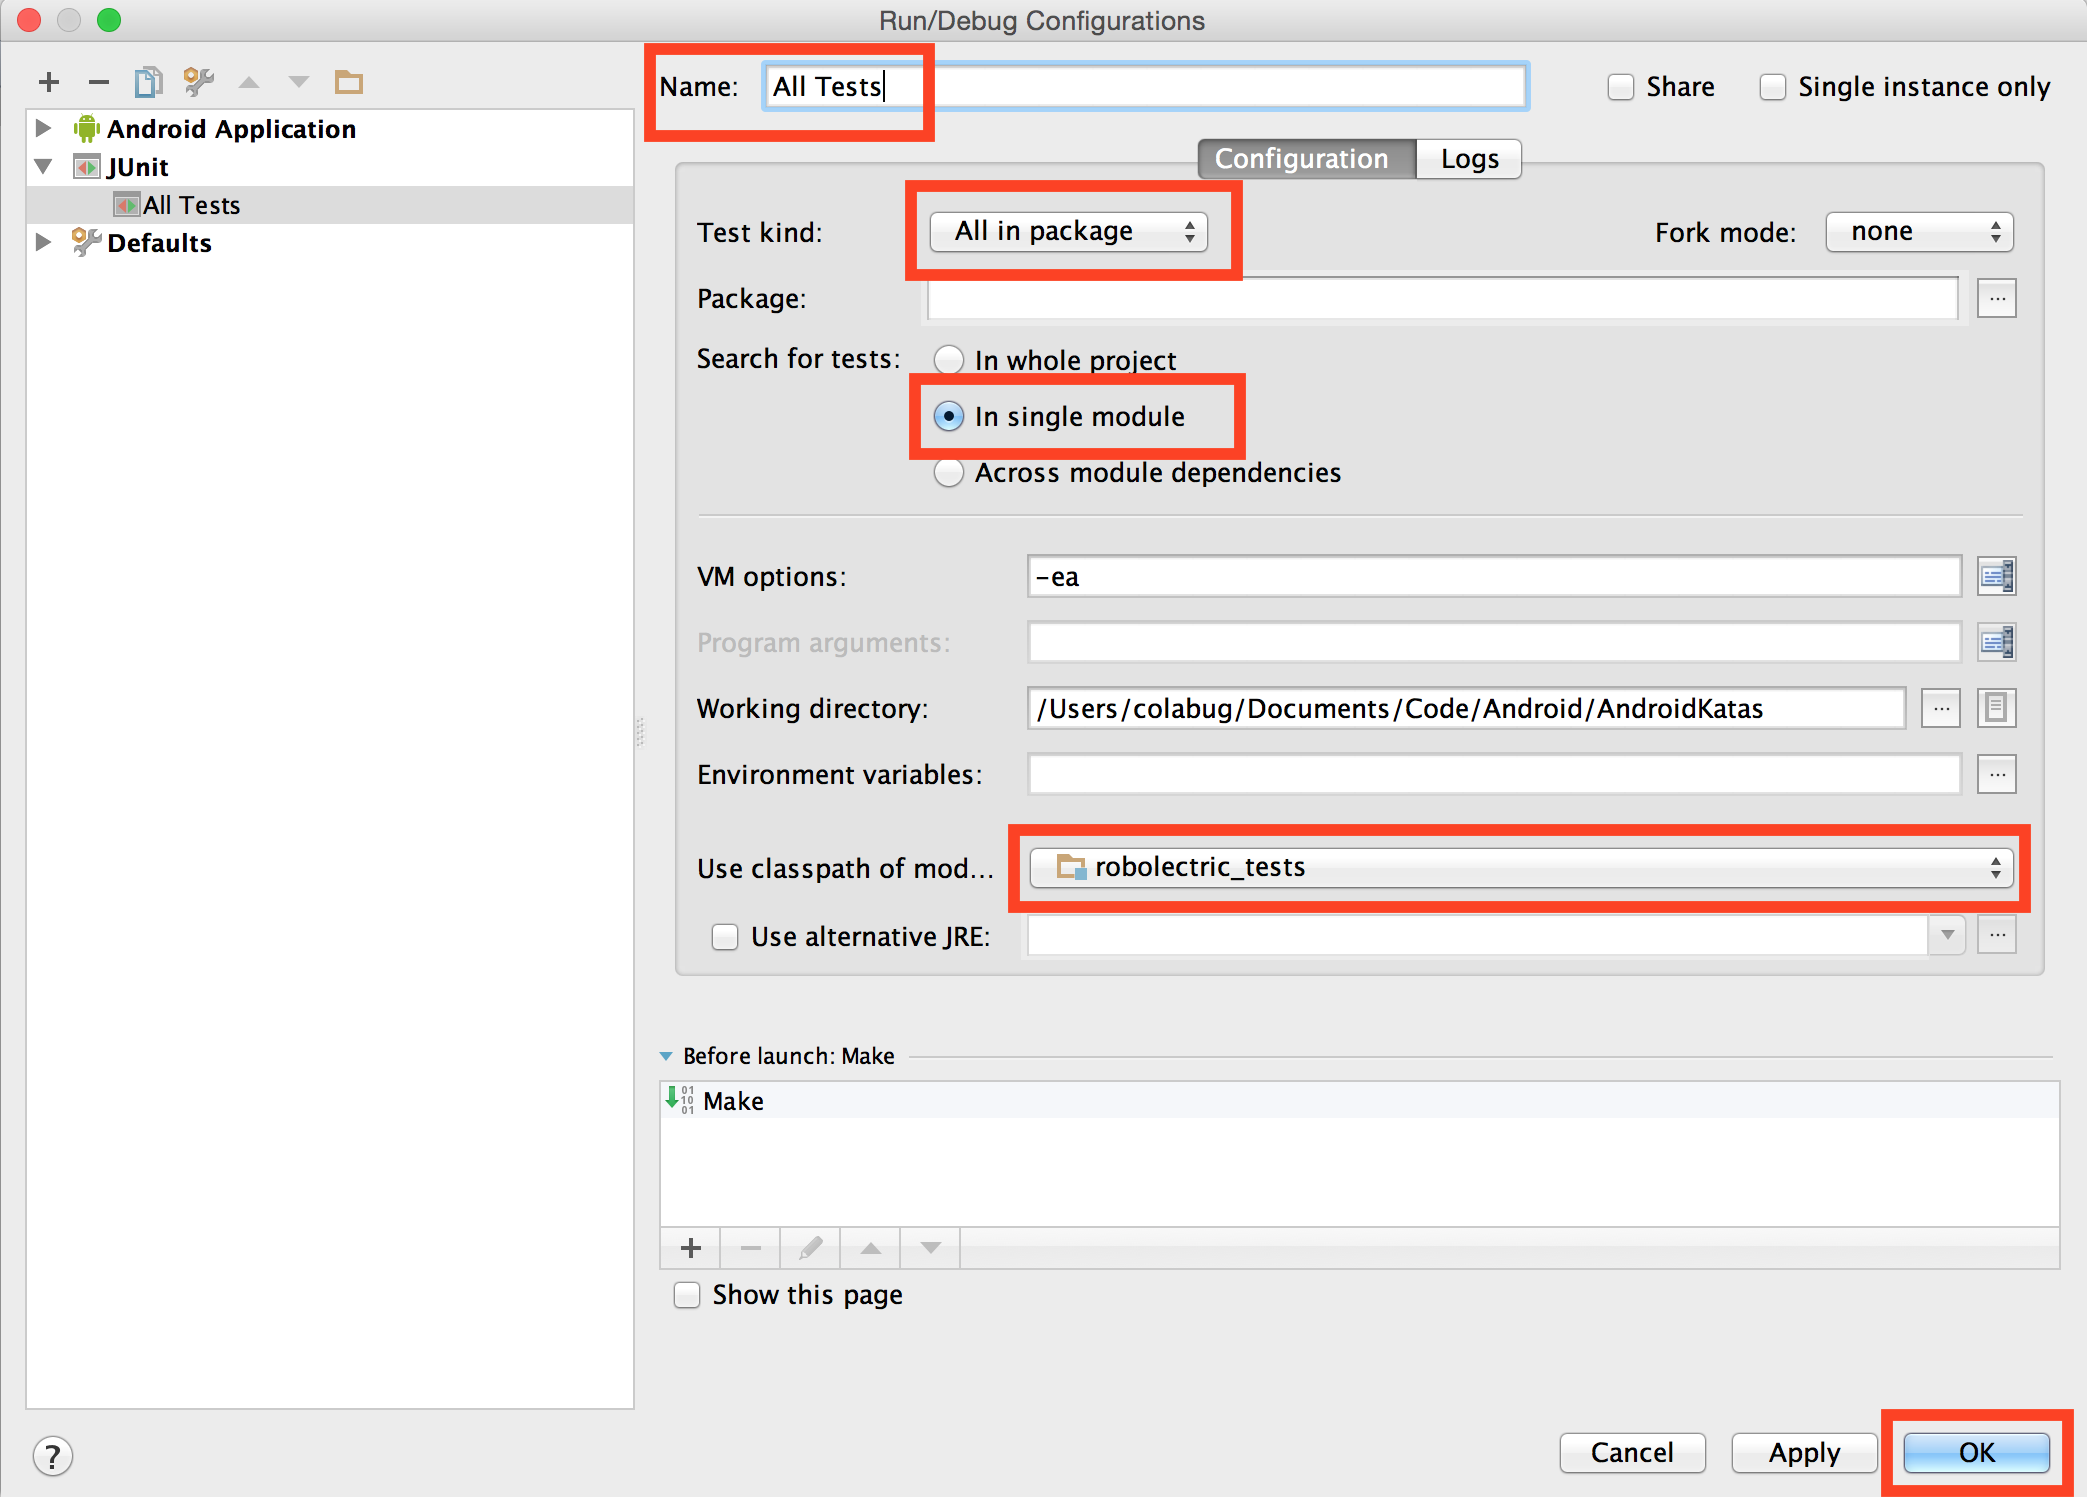 Run/Debug Configurations
Name: All Tests
Share
Single instance only
Android Application
JUnit
All Tests
Defaults
Configuration Logs
Test kind: All in package
Fork mode: none
Package:
Search for tests: In whole project
In single module
Across module dependencies
VM options: -ea
Program arguments:
Working directory: /Users/colabug/Documents/Code/Android/AndroidKatas
Environment variables:
Use classpath of mod... robolectric_tests
Use alternative JRE:
Before launch: Make
Make
Show this page
? Cancel Apply OK